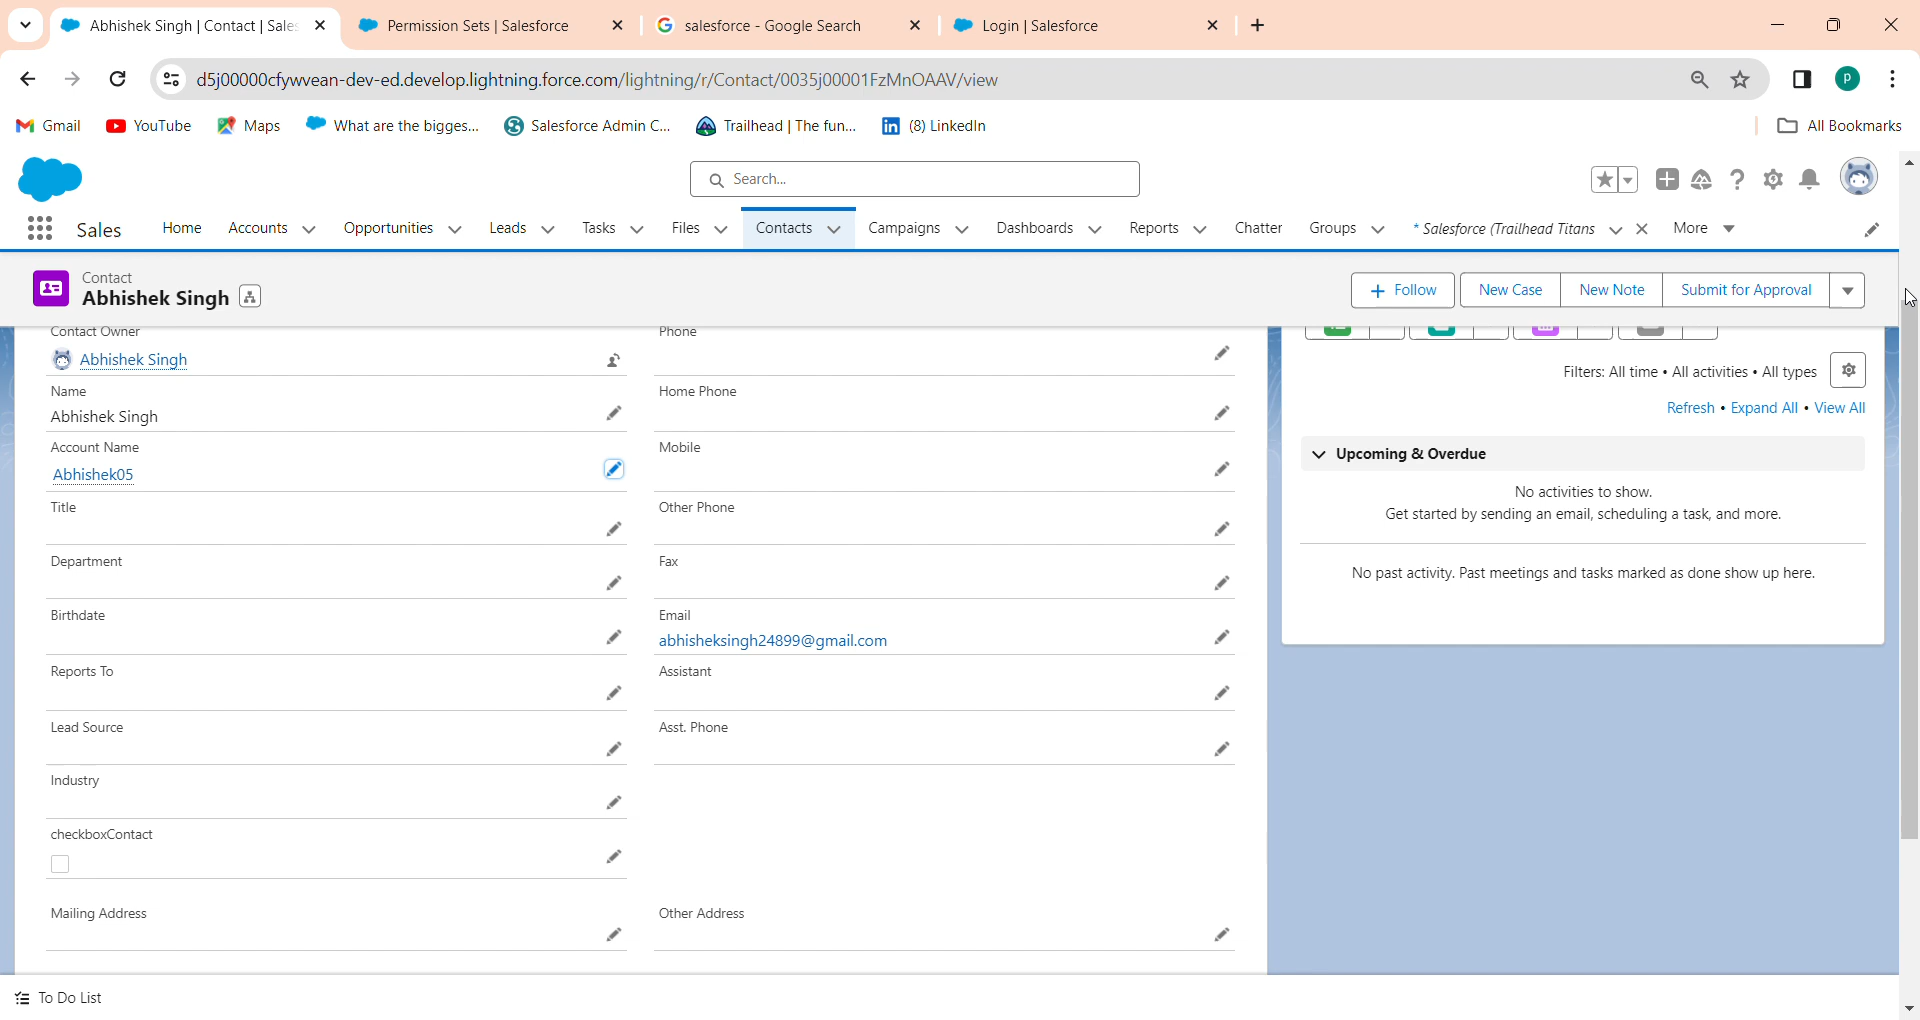 Abhishek Singh | Contact | Sales
Permission Sets | Salesforce
salesforce - Google Search
Login | Salesforce
d5j00000cfywvean-dev-ed.develop.lightning.force.com/lightning/r/Contact/0035j00001FzMnOAAV/view
P
Gmail
YouTube
Maps
What are the bigges...
Salesforce Admin C...
Trailhead | The fun...
(8) LinkedIn
All Bookmarks
Search...
Sales
Home
Accounts
Opportunities
Leads
Tasks
Files
Contacts
Campaigns
Dashboards
Reports
Chatter
Groups
* Salesforce (Trailhead Titans
More
Contact
Abhishek Singh
+ Follow
New Case
New Note
Submit for Approval
Contact Owner
Abhishek Singh
Name
Abhishek Singh
Account Name
Abhishek05
Title
Department
Birthdate
Reports To
Lead Source
Industry
checkboxContact
Mailing Address
Phone
Home Phone
Mobile
Other Phone
Fax
Email
abhisheksingh24899@gmail.com
Assistant
Asst. Phone
Other Address
Filters: All time • All activities • All types
Refresh • Expand All • View All
Upcoming & Overdue
No activities to show.
Get started by sending an email, scheduling a task, and more.
No past activity. Past meetings and tasks marked as done show up here.
To Do List